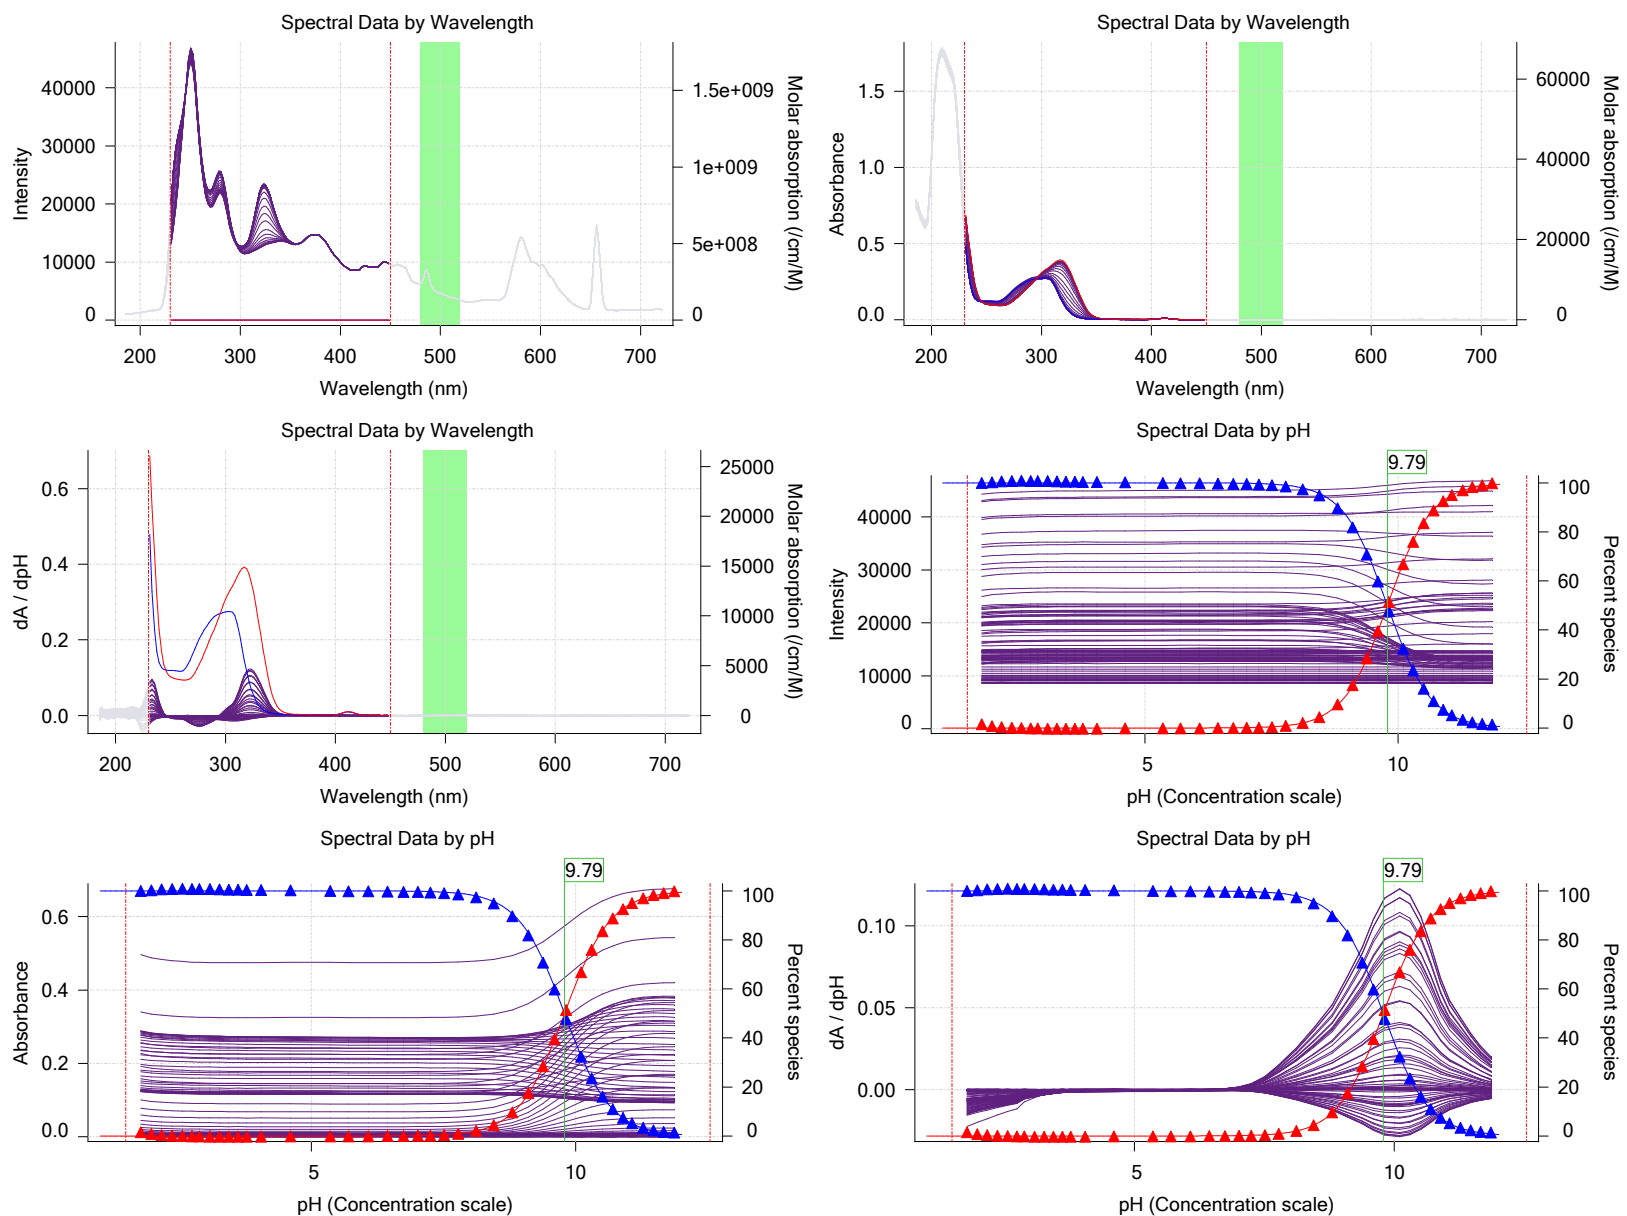 Spectral Data by Wavelength
40000
30000
20000
10000
0
1.5e+009
1e+009
5e+008
0
Intensity
Molar absorption (/cm/M)
200 300 400 500 600 700
Wavelength (nm)
Spectral Data by Wavelength
1.5
1.0
0.5
0.0
60000
40000
20000
0
Absorbance
Molar absorption (/cm/M)
200 300 400 500 600 700
Wavelength (nm)
Spectral Data by Wavelength
0.6
0.4
0.2
0.0
25000
20000
15000
10000
5000
0
dA / dpH
Molar absorption (/cm/M)
200 300 400 500 600 700
Wavelength (nm)
Spectral Data by pH
9.79
40000
30000
20000
10000
0
100
80
60
40
20
0
Intensity
Percent species
5 10
pH (Concentration scale)
Spectral Data by pH
9.79
0.6
0.4
0.2
0.0
100
80
60
40
20
0
Absorbance
Percent species
5 10
pH (Concentration scale)
Spectral Data by pH
9.79
0.10
0.05
0.00
100
80
60
40
20
0
dA / dpH
Percent species
5 10
pH (Concentration scale)